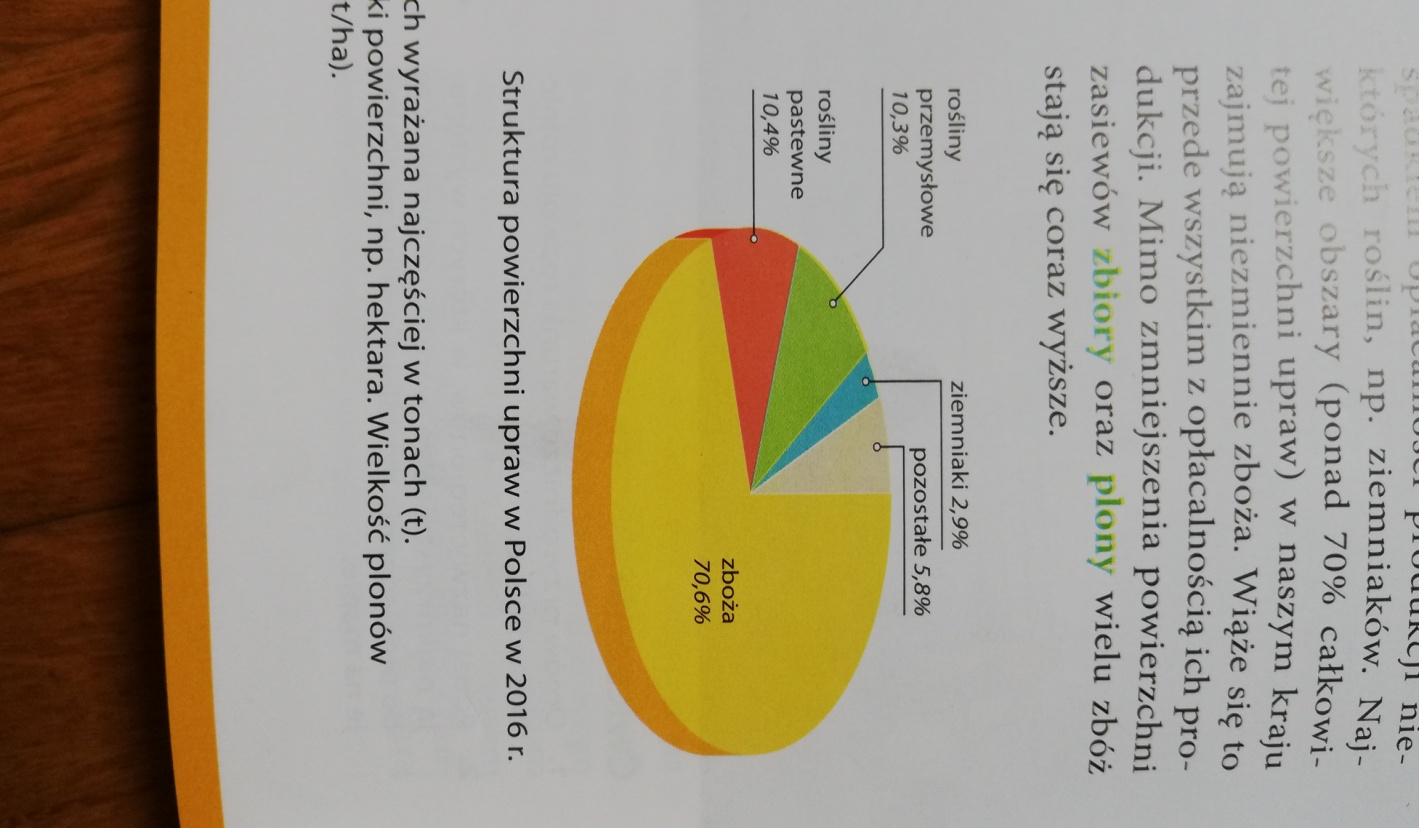 których roślin, np. ziemniaków. Naj-
większe obszary (ponad 70% całkowi-
tej powierzchni upraw) w naszym kraju
zajmują niezmiennie zboża. Wiąże się to
przede wszystkim z opłacalnością ich pro-
dukcji. Mimo zmniejszenia powierzchni
zasiewów zbiory oraz plony wielu zbóż
stają się coraz wyższe.
rośliny
przemysłowe
10,3%
ziemniaki 2,9%
pozostałe 5,8%
rośliny
pastewne
10,4%
zboża
70,6%
Struktura powierzchni upraw w Polsce w 2016 r.
ch wyrażana najczęściej w tonach (t).
ki powierzchni, np. hektara. Wielkość plonów
t/ha).